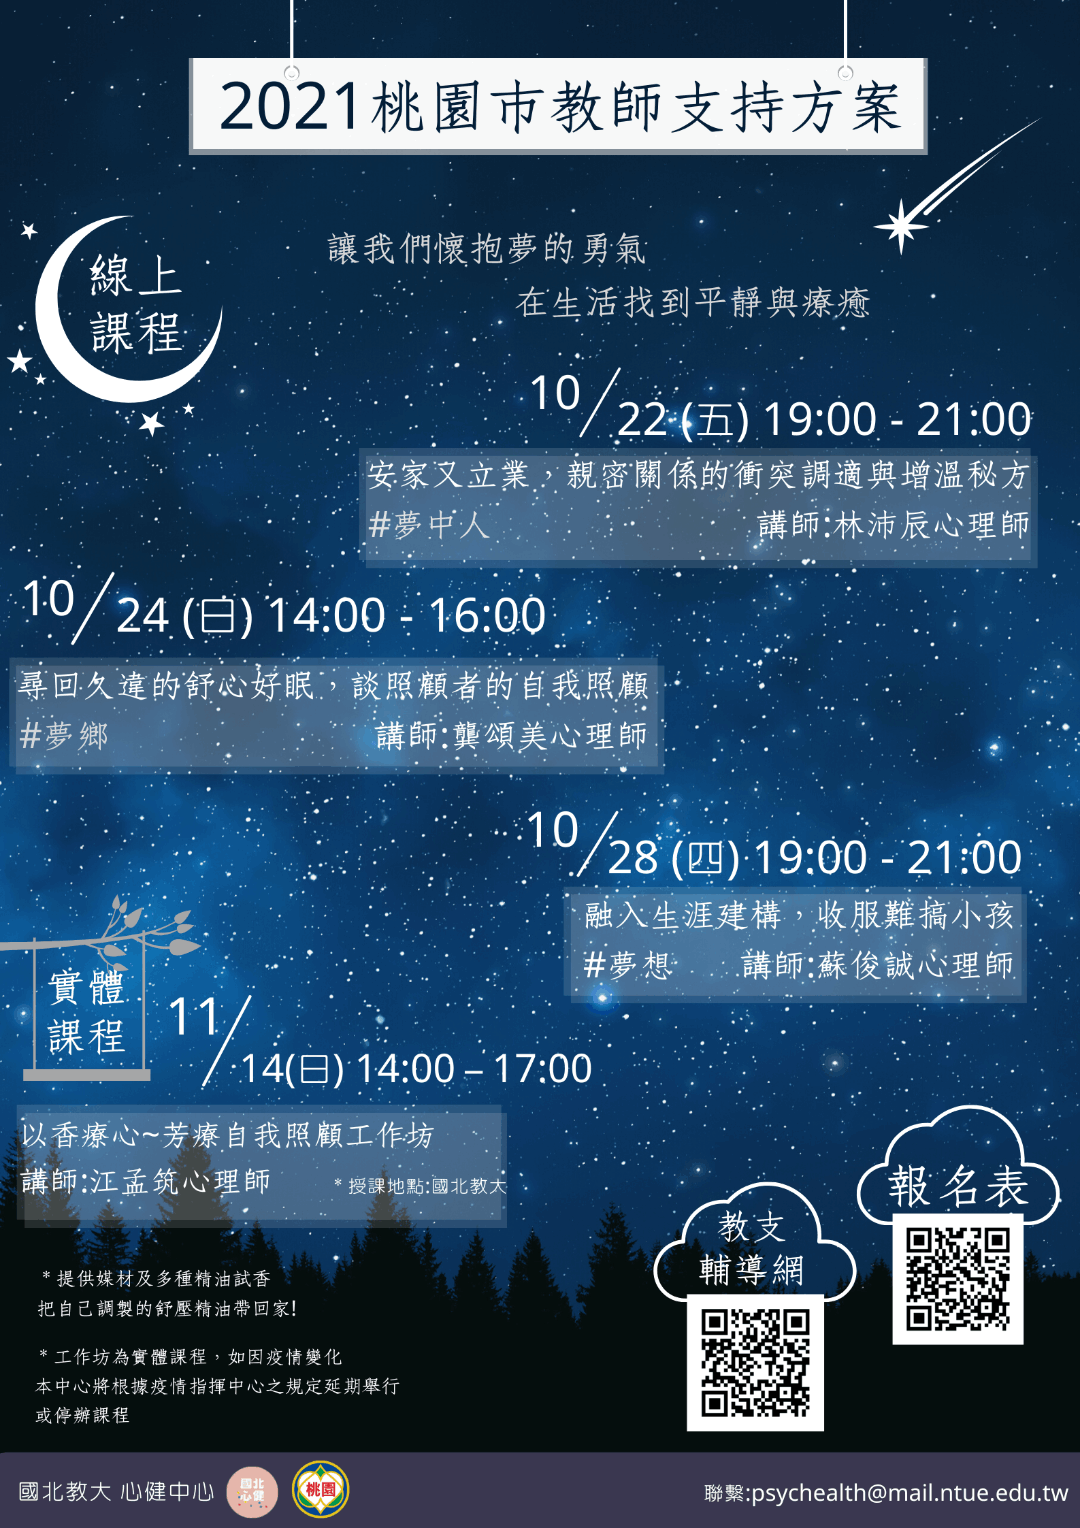 2021桃園市教師支持方案
線上
課程
讓我們懷抱夢的勇氣
在生活找到平靜與療癒
10/22 (五) 19:00 - 21:00
安家又立業，親密關係的衝突調適與增溫秘方
#夢中人 講師:林沛辰心理師
10/24 (日) 14:00 - 16:00
尋回久違的舒心好眠，談照顧者的自我照顧
#夢鄉 講師:龔頌美心理師
10/28 (四) 19:00 - 21:00
融入生涯建構，收服難搞小孩
#夢想 講師:蘇俊誠心理師
實體
課程
11/14(日) 14:00 – 17:00
以香療心~芳療自我照顧工作坊
講師:江孟筑心理師 * 授課地點:國北教大
報名表
教支
輔導網
* 提供媒材及多種精油試香
把自己調製的舒壓精油帶回家!
* 工作坊為實體課程，如因疫情變化
本中心將根據疫情指揮中心之規定延期舉行
或停辦課程
國北教大 心健中心
國北
心健
桃園
聯繫:psychealth@mail.ntue.edu.tw